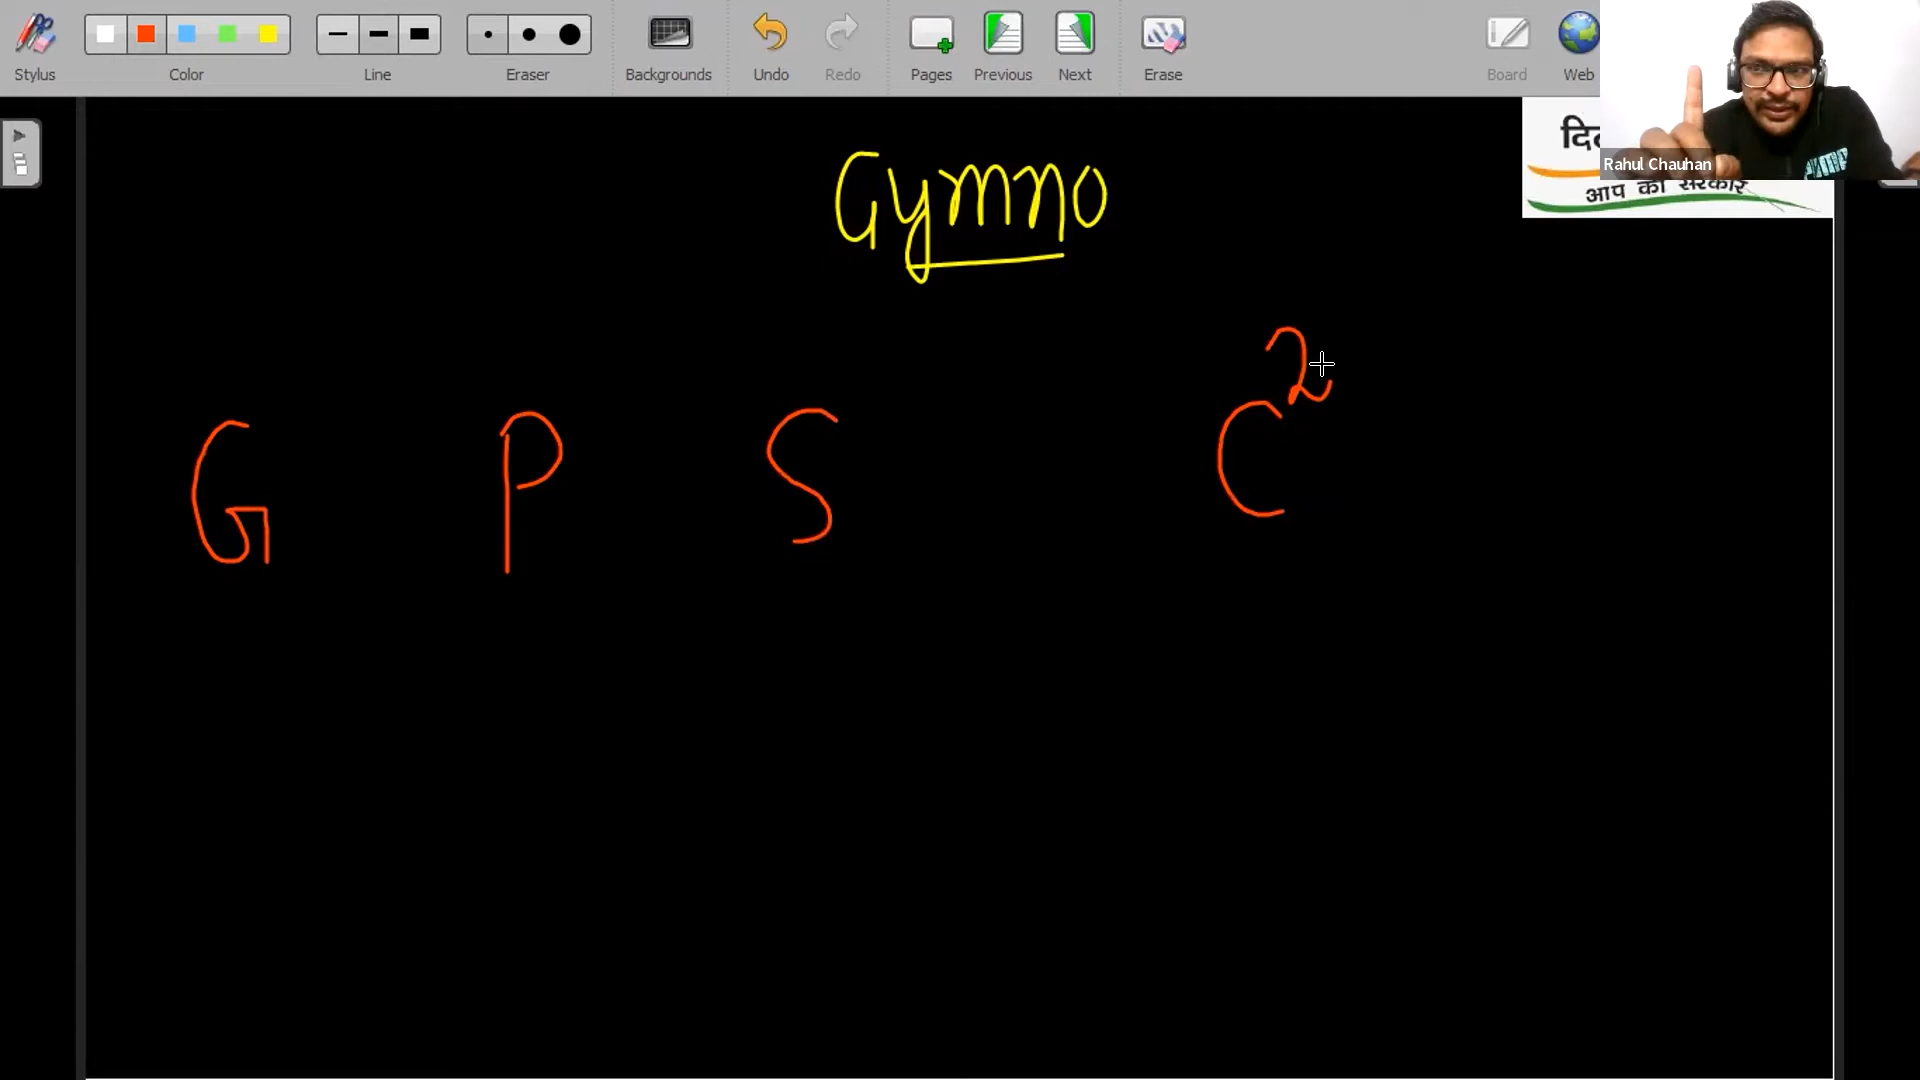 Stylus Color Line Eraser Backgrounds Undo Redo Pages Previous Next Erase Board Web
Rahul Chauhan
आप की सरकार
Gymno
G P S C²